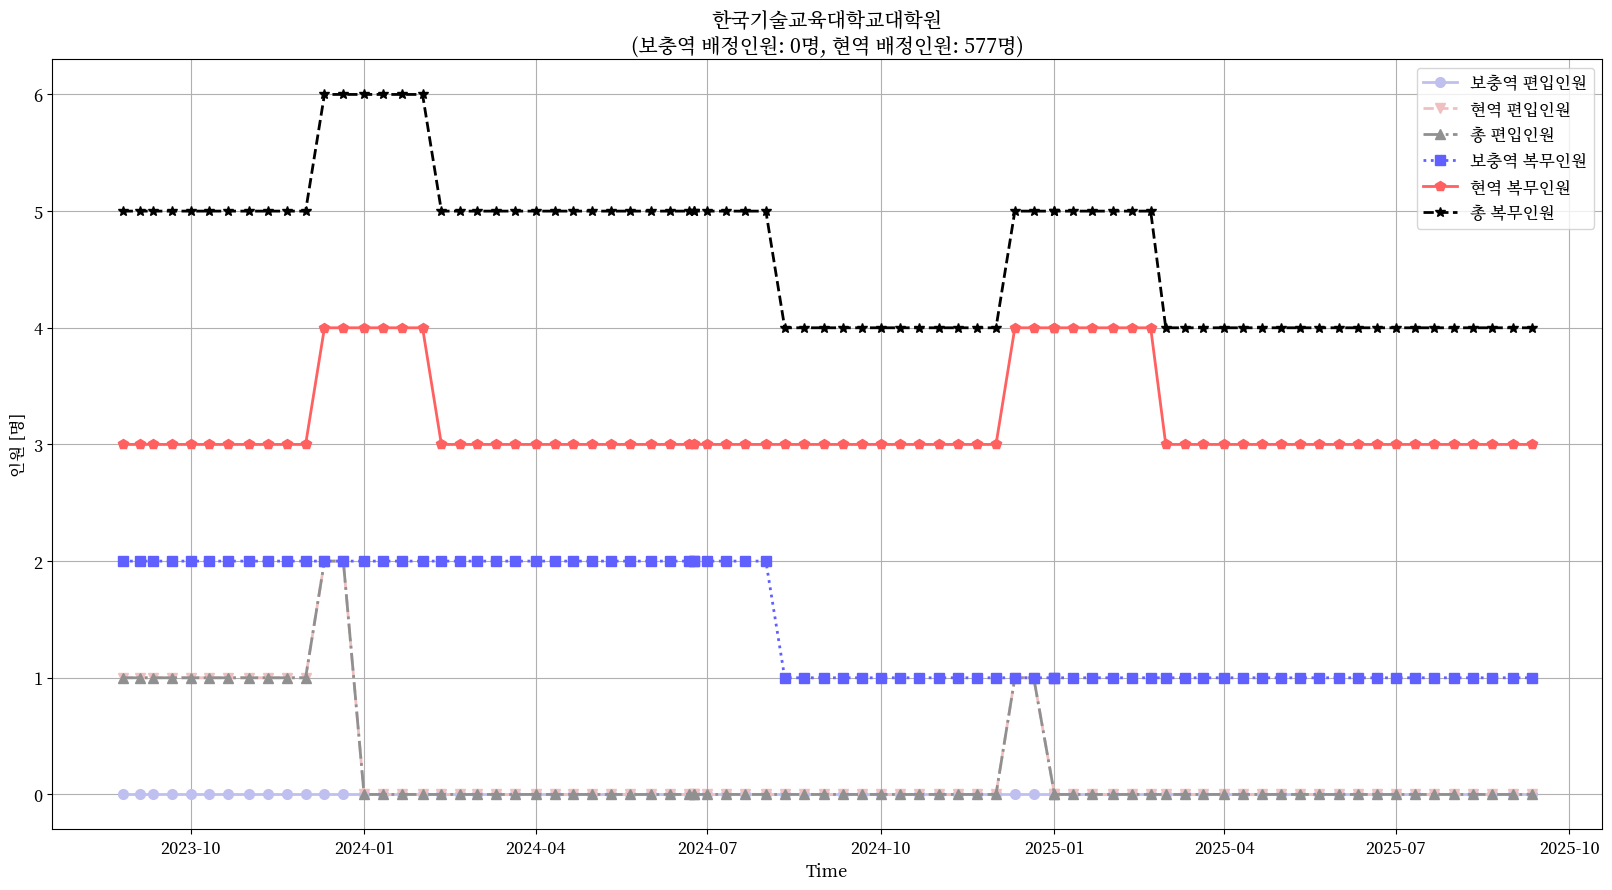 한국기술교육대학교대학원
(보충역 배정인원: 0명, 현역 배정인원: 577명)
보충역 편입인원
현역 편입인원
총 편입인원
보충역 복무인원
현역 복무인원
총 복무인원
인원 [명]
6
5
4
3
2
1
0
2023-10
2024-01
2024-04
2024-07
2024-10
2025-01
2025-04
2025-07
2025-10
Time